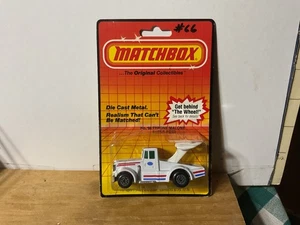 #66
MATCHBOX
...The Original Collectibles
Get behind
"The Wheel!"
Die Cast Metal.
Realism That Can't
Be Matched!